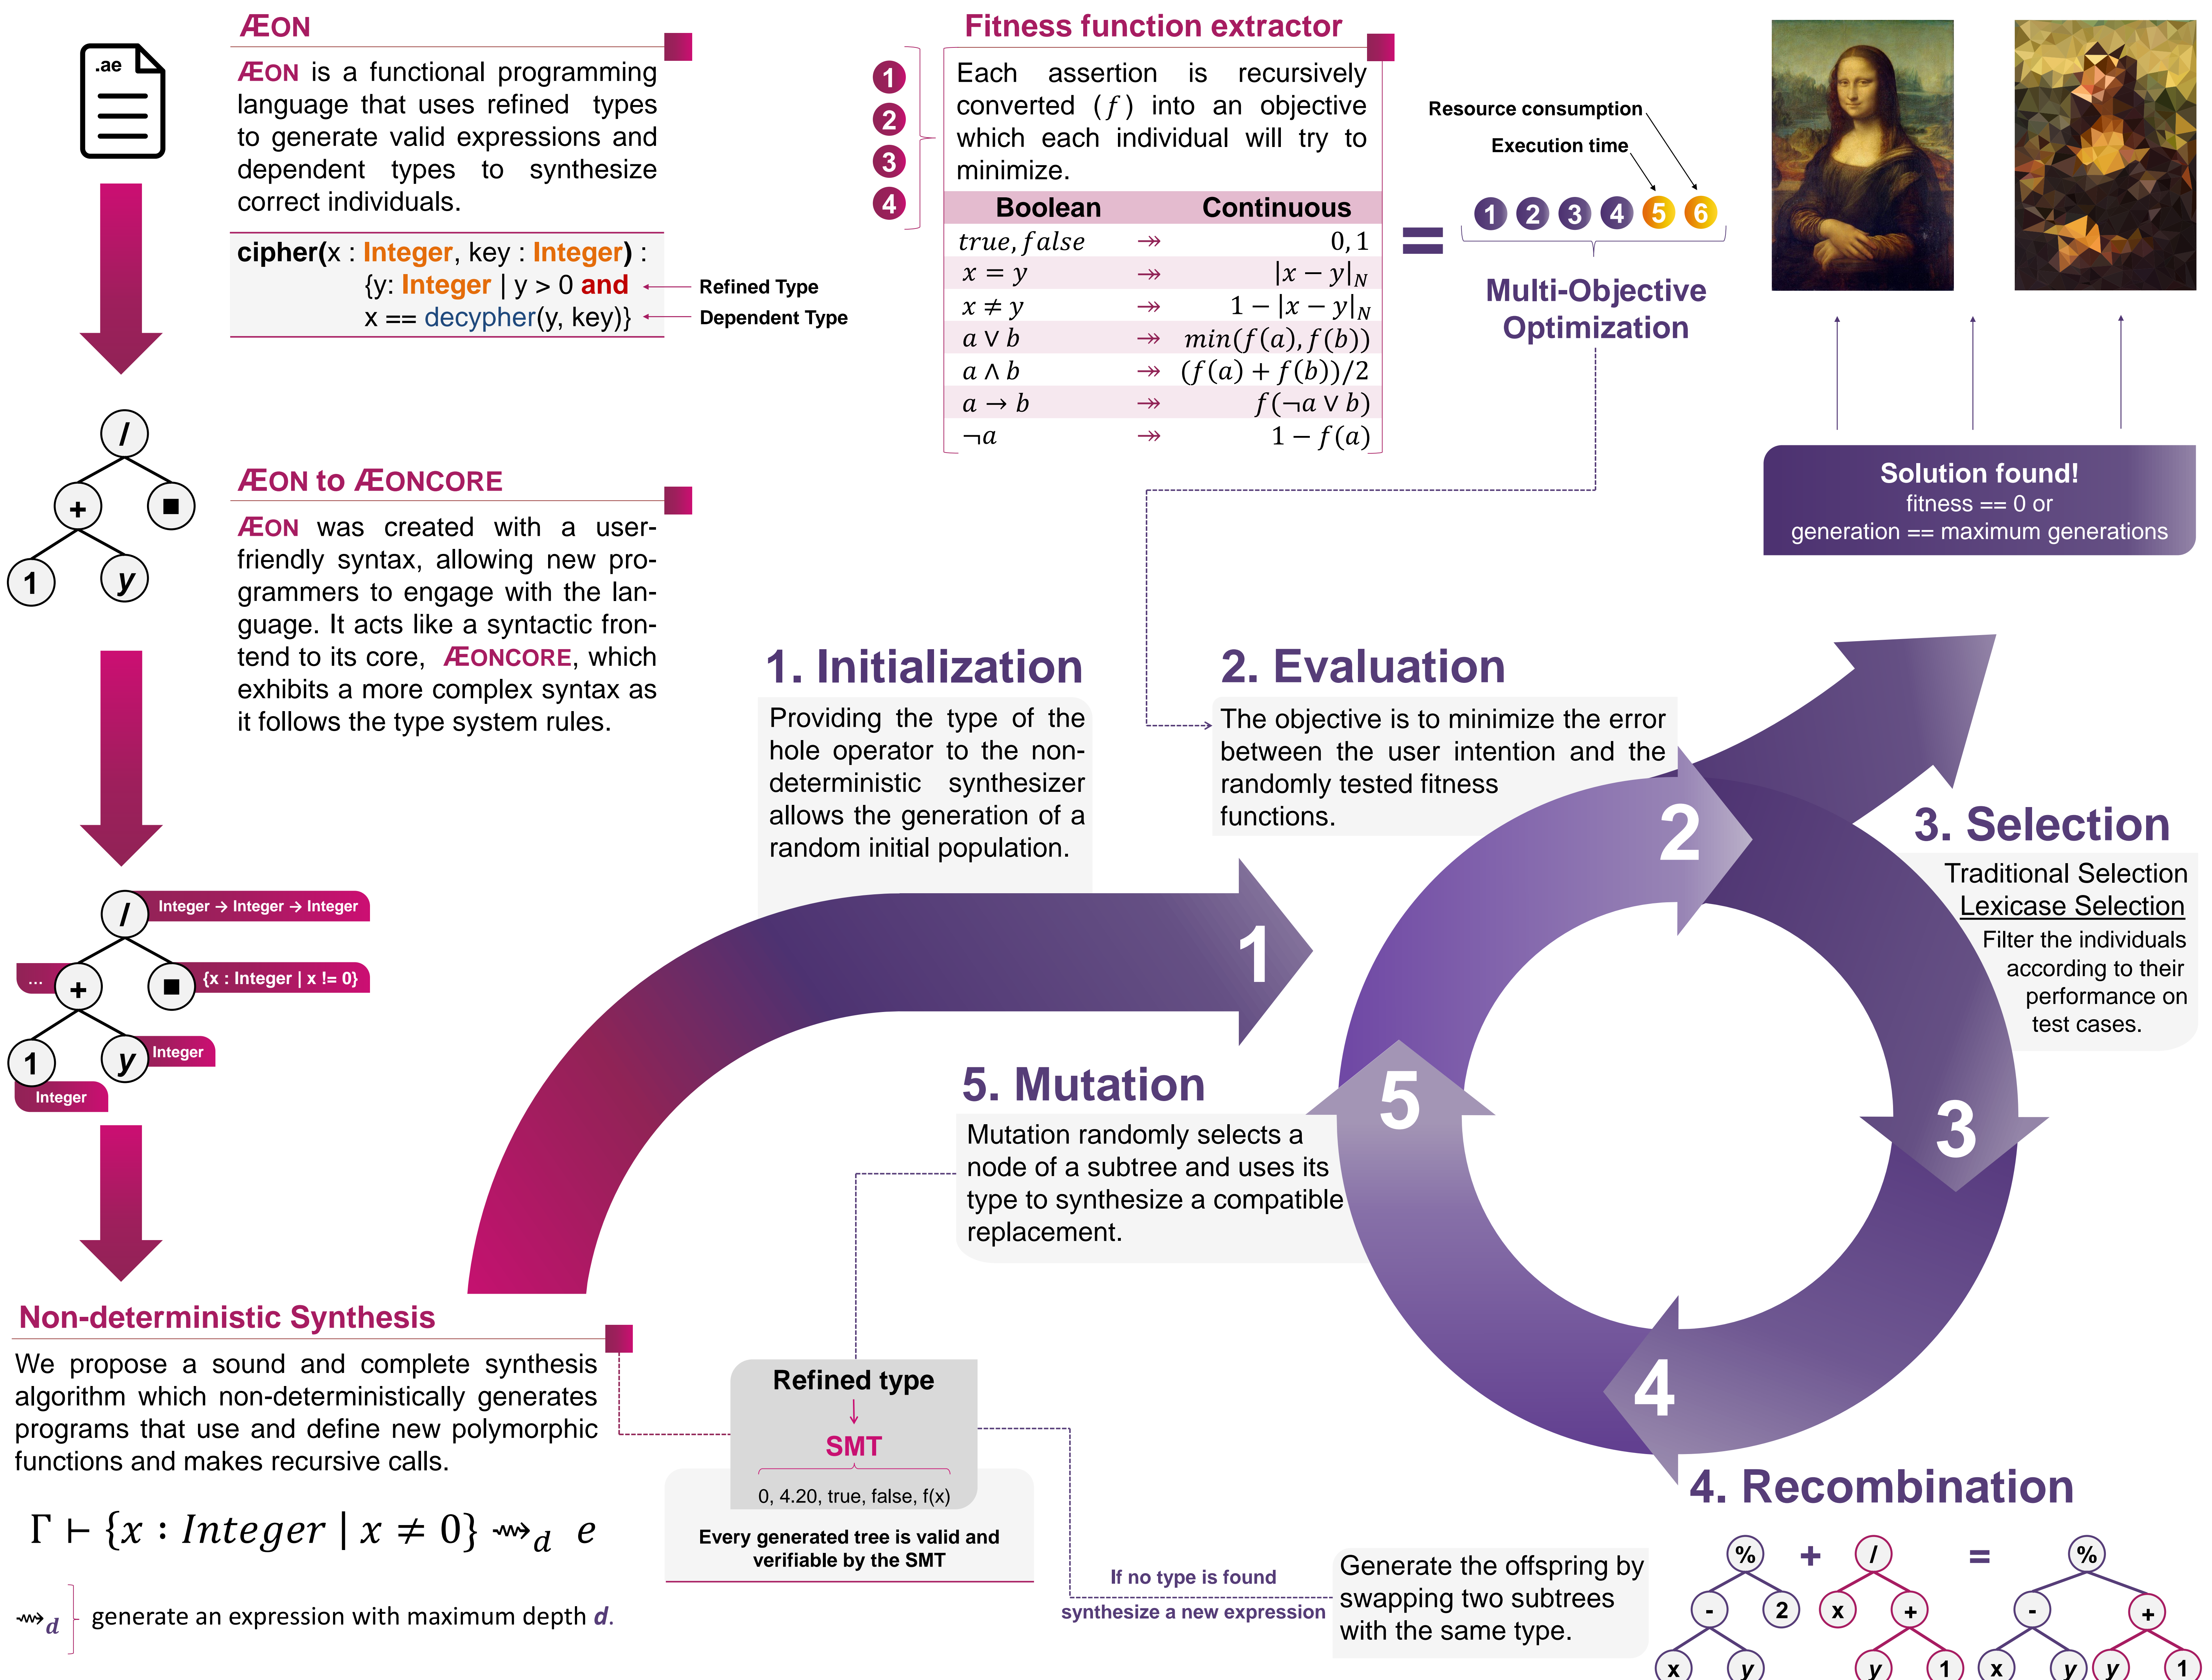 .ae
ÆON
ÆON is a functional programming
language that uses refined types
to generate valid expressions and
dependent types to synthesize
correct individuals.
cipher(x : Integer, key : Integer) :
{y: Integer | y > 0 and
x == decypher(y, key)}
Refined Type
Dependent Type
/
+
■
1
y
ÆON to ÆONCORE
ÆON was created with a user-
friendly syntax, allowing new pro-
grammers to engage with the lan-
guage. It acts like a syntactic fron-
tend to its core, ÆONCORE, which
exhibits a more complex syntax as
it follows the type system rules.
/
Integer → Integer → Integer
...
+
■
{x : Integer | x != 0}
1
y
Integer
Integer
Non-deterministic Synthesis
We propose a sound and complete synthesis
algorithm which non-deterministically generates
programs that use and define new polymorphic
functions and makes recursive calls.
Γ ⊢ {x : Integer | x ≠ 0} ⇝d e
⇝d generate an expression with maximum depth d.
Fitness function extractor
1
2
3
4
Each assertion is recursively
converted (f) into an objective
which each individual will try to
minimize.
Boolean Continuous
true, false ↠ 0, 1
x = y ↠ |x − y|N
x ≠ y ↠ 1 − |x − y|N
a ∨ b ↠ min(f(a), f(b))
a ∧ b ↠ (f(a) + f(b))/2
a → b ↠ f(¬a ∨ b)
¬a ↠ 1 − f(a)
=
Resource consumption
Execution time
1 2 3 4 5 6
Multi-Objective
Optimization
Solution found!
fitness == 0 or
generation == maximum generations
1. Initialization
Providing the type of the
hole operator to the non-
deterministic synthesizer
allows the generation of a
random initial population.
1
2. Evaluation
The objective is to minimize the error
between the user intention and the
randomly tested fitness
functions.
2
3. Selection
Traditional Selection
Lexicase Selection
Filter the individuals
according to their
performance on
test cases.
3
5. Mutation
Mutation randomly selects a
node of a subtree and uses its
type to synthesize a compatible
replacement.
5
4
Refined type
SMT
0, 4.20, true, false, f(x)
Every generated tree is valid and
verifiable by the SMT
If no type is found
synthesize a new expression
4. Recombination
Generate the offspring by
swapping two subtrees
with the same type.
% + / = %
- 2 x + - +
x y y 1 x y y 1